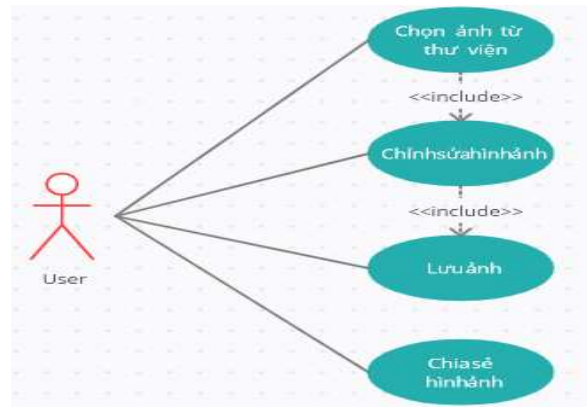 Chọn ảnh từ
thư viện
<<include>>
Chỉnhsửahìnhảnh
<<include>>
Lưuảnh
User
Chiasẻ
hìnhảnh